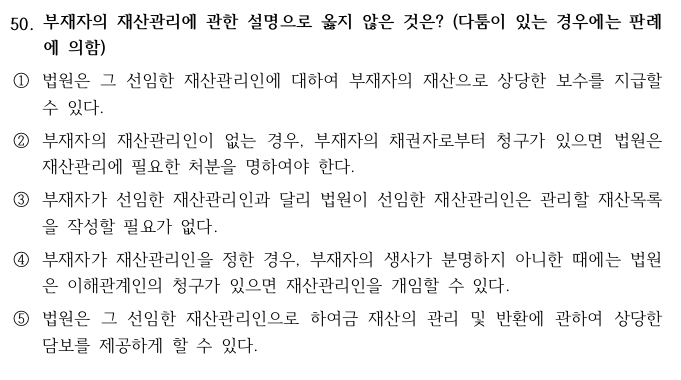 50. 부재자의 재산관리에 관한 설명으로 옳지 않은 것은? (다툼이 있는 경우에는 판례
에 의함)
① 법원은 그 선임한 재산관리인에 대하여 부재자의 재산으로 상당한 보수를 지급할
수 있다.
② 부재자의 재산관리인이 없는 경우, 부재자의 채권자로부터 청구가 있으면 법원은
재산관리에 필요한 처분을 명하여야 한다.
③ 부재자가 선임한 재산관리인과 달리 법원이 선임한 재산관리인은 관리할 재산목록
을 작성할 필요가 없다.
④ 부재자가 재산관리인을 정한 경우, 부재자의 생사가 분명하지 아니한 때에는 법원
은 이해관계인의 청구가 있으면 재산관리인을 개임할 수 있다.
⑤ 법원은 그 선임한 재산관리인으로 하여금 재산의 관리 및 반환에 관하여 상당한
담보를 제공하게 할 수 있다.